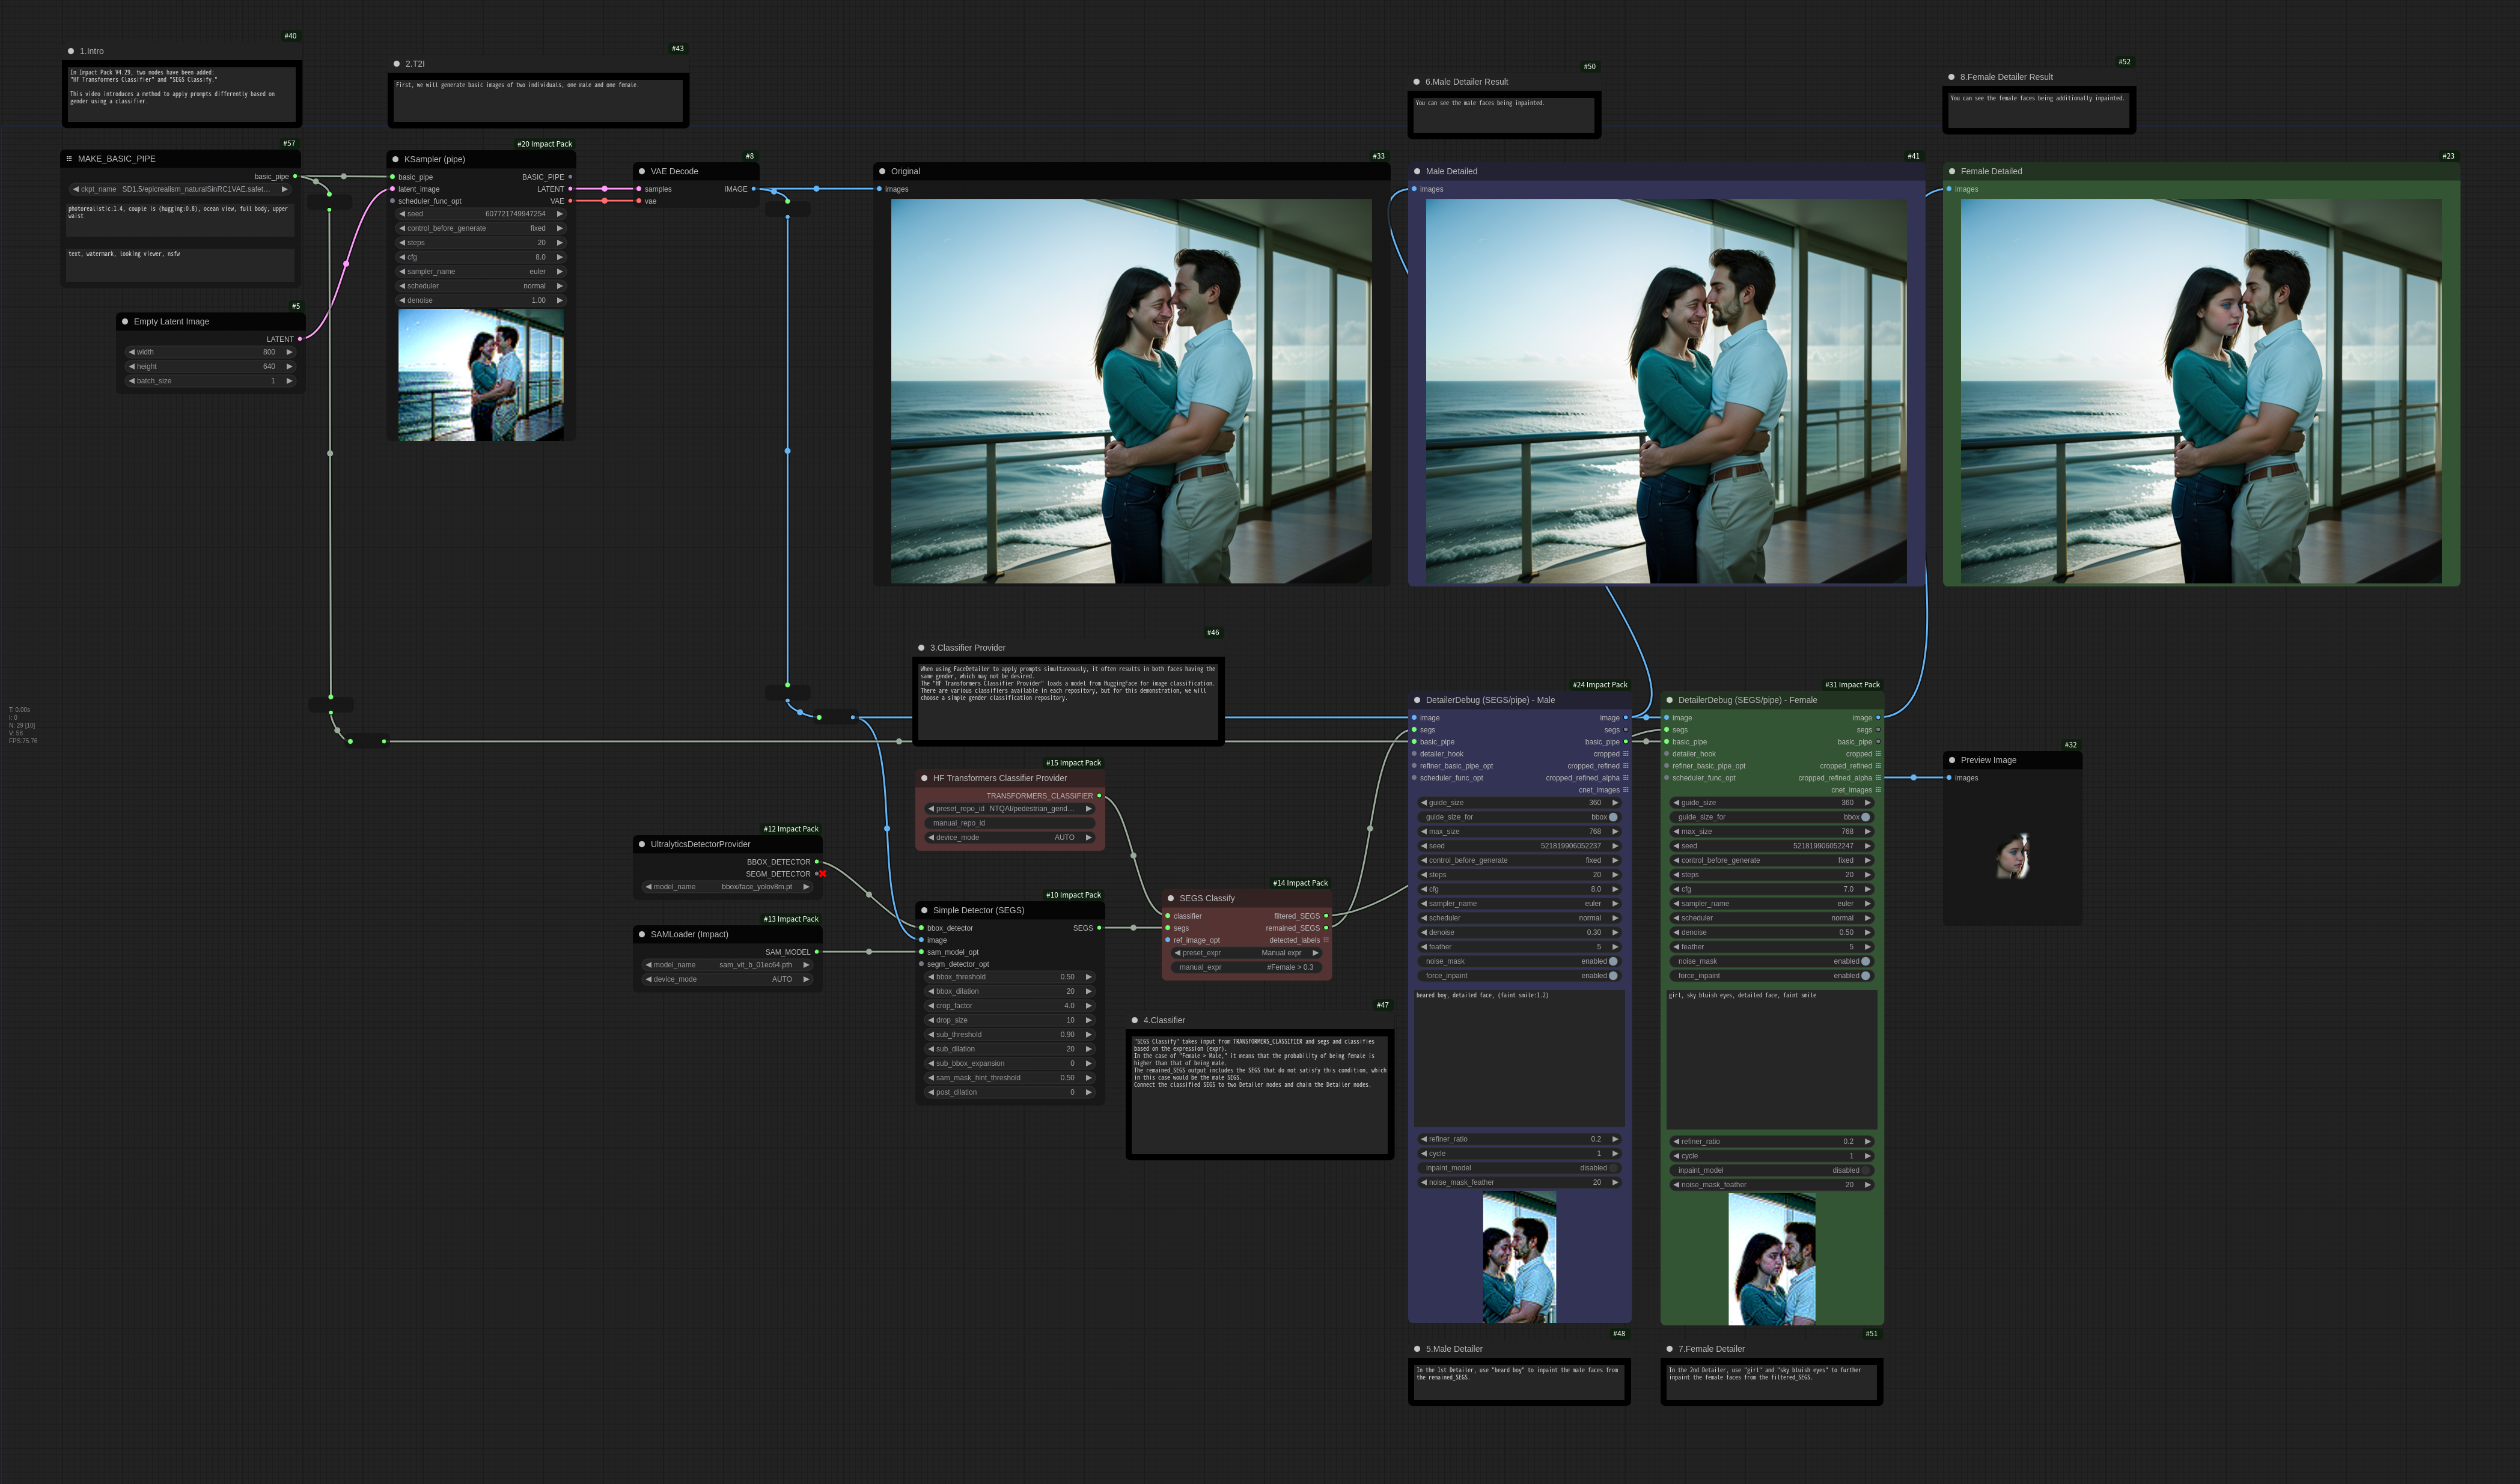 #40
1.Intro
In Impact Pack V4.29, two nodes have been added:
"HF Transformers Classifier" and "SEGS Classify."
This video introduces a method to apply prompts differently based on
gender using a classifier.
#43
2.T2I
First, we will generate basic images of two individuals, one male and one female.
#50
6.Male Detailer Result
You can see the male faces being inpainted.
#52
8.Female Detailer Result
You can see the female faces being additionally inpainted.
#57
MAKE_BASIC_PIPE
basic_pipe
ckpt_name SD1.5/epicrealism_naturalSinRC1VAE.safet...
photorealistic:1.4, couple is (hugging:0.8), ocean view, full body, upper
waist
text, watermark, looking viewer, nsfw
#5
Empty Latent Image
LATENT
width 800
height 640
batch_size 1
#20 Impact Pack
KSampler (pipe)
basic_pipe BASIC_PIPE
latent_image LATENT
scheduler_func_opt VAE
seed 607721749947254
control_before_generate fixed
steps 20
cfg 8.0
sampler_name euler
scheduler normal
denoise 1.00
#8
VAE Decode
samples IMAGE
vae
#33
Original
images
#41
Male Detailed
images
#23
Female Detailed
images
T: 0.00s
I: 0
N: 29 [10]
V: 58
FPS:75.76
#46
3.Classifier Provider
When using FaceDetailer to apply prompts simultaneously, it often results in both faces having the
same gender, which may not be desired.
The "HF Transformers Classifier Provider" loads a model from HuggingFace for image classification.
There are various classifiers available in each repository, but for this demonstration, we will
choose a simple gender classification repository.
#15 Impact Pack
HF Transformers Classifier Provider
TRANSFORMERS_CLASSIFIER
preset_repo_id NTQAI/pedestrian_gend...
manual_repo_id
device_mode AUTO
#12 Impact Pack
UltralyticsDetectorProvider
BBOX_DETECTOR
SEGM_DETECTOR
model_name bbox/face_yolov8m.pt
#13 Impact Pack
SAMLoader (Impact)
SAM_MODEL
model_name sam_vit_b_01ec64.pth
device_mode AUTO
#10 Impact Pack
Simple Detector (SEGS)
bbox_detector SEGS
image
sam_model_opt
segm_detector_opt
bbox_threshold 0.50
bbox_dilation 20
crop_factor 4.0
drop_size 10
sub_threshold 0.90
sub_dilation 20
sub_bbox_expansion 0
sam_mask_hint_threshold 0.50
post_dilation 0
#14 Impact Pack
SEGS Classify
classifier filtered_SEGS
segs remained_SEGS
ref_image_opt detected_labels
preset_expr Manual expr
manual_expr #Female > 0.3
#47
4.Classifier
"SEGS Classify" takes input from TRANSFORMERS_CLASSIFIER and segs and classifies
based on the expression (expr).
In the case of "Female > Male," it means that the probability of being female is
higher than that of being male.
The remained_SEGS output includes the SEGS that do not satisfy this condition, which
in this case would be the male SEGS.
Connect the classified SEGS to two Detailer nodes and chain the Detailer nodes.
#24 Impact Pack
DetailerDebug (SEGS/pipe) - Male
image image
segs segs
basic_pipe basic_pipe
detailer_hook cropped
refiner_basic_pipe_opt cropped_refined
scheduler_func_opt cropped_refined_alpha
cnet_images
guide_size 360
guide_size_for bbox
max_size 768
seed 521819906052237
control_before_generate fixed
steps 20
cfg 8.0
sampler_name euler
scheduler normal
denoise 0.30
feather 5
noise_mask enabled
force_inpaint enabled
beared boy, detailed face, (faint smile:1.2)
refiner_ratio 0.2
cycle 1
inpaint_model disabled
noise_mask_feather 20
#31 Impact Pack
DetailerDebug (SEGS/pipe) - Female
image image
segs segs
basic_pipe basic_pipe
detailer_hook cropped
refiner_basic_pipe_opt cropped_refined
scheduler_func_opt cropped_refined_alpha
cnet_images
guide_size 360
guide_size_for bbox
max_size 768
seed 521819906052247
control_before_generate fixed
steps 20
cfg 7.0
sampler_name euler
scheduler normal
denoise 0.50
feather 5
noise_mask enabled
force_inpaint enabled
girl, sky bluish eyes, detailed face, faint smile
refiner_ratio 0.2
cycle 1
inpaint_model disabled
noise_mask_feather 20
#32
Preview Image
images
#48
5.Male Detailer
In the 1st Detailer, use "beard boy" to inpaint the male faces from
the remained_SEGS.
#51
7.Female Detailer
In the 2nd Detailer, use "girl" and "sky bluish eyes" to further
inpaint the female faces from the filtered_SEGS.